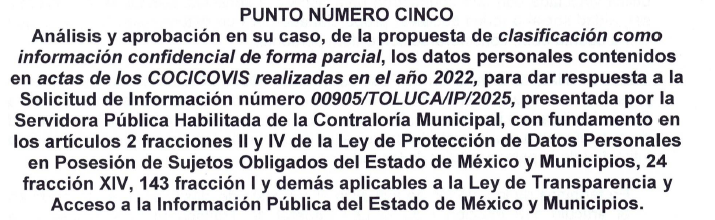 PUNTO NÚMERO CINCO
Análisis y aprobación en su caso, de la propuesta de clasificación como
información confidencial de forma parcial, los datos personales contenidos
en actas de los COCICOVIS realizadas en el año 2022, para dar respuesta a la
Solicitud de Información número 00905/TOLUCA/IP/2025, presentada por la
Servidora Pública Habilitada de la Contraloría Municipal, con fundamento en
los artículos 2 fracciones II y IV de la Ley de Protección de Datos Personales
en Posesión de Sujetos Obligados del Estado de México y Municipios, 24
fracción XIV, 143 fracción I y demás aplicables a la Ley de Transparencia y
Acceso a la Información Pública del Estado de México y Municipios.